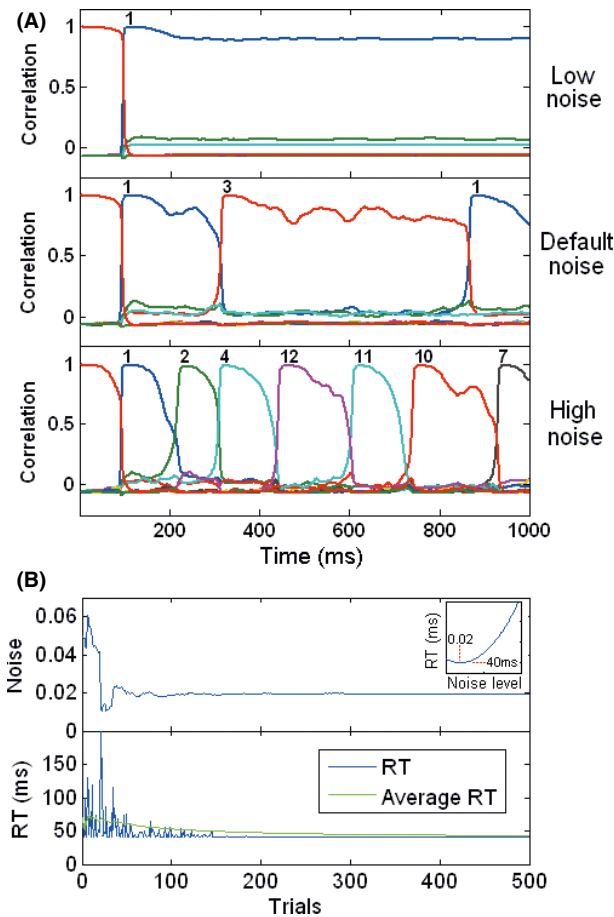 (A)
1
1
0.5
0
Correlation
Low
noise
1
3
1
1
0.5
0
Correlation
Default
noise
1
2
4
12
11
10
7
1
0.5
0
Correlation
High
noise
200
400
600
800
1000
Time (ms)
(B)
0.06
0.04
0.02
0
Noise
RT (ms)
0.02
40ms
Noise level
150
100
50
0
RT (ms)
RT
Average RT
0
100
200
300
400
500
Trials